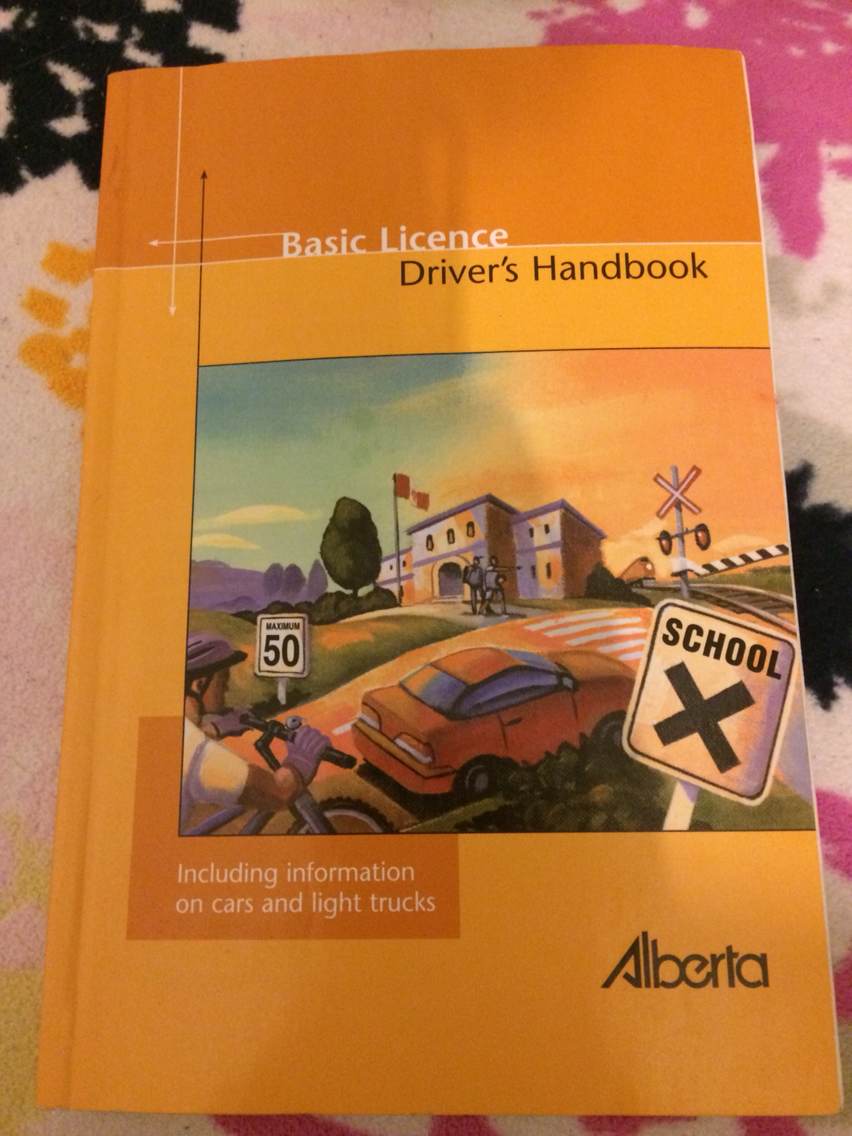 Basic Licence
Driver's Handbook
MAXIMUM
50
SCHOOL
Including information
on cars and light trucks
Alberta